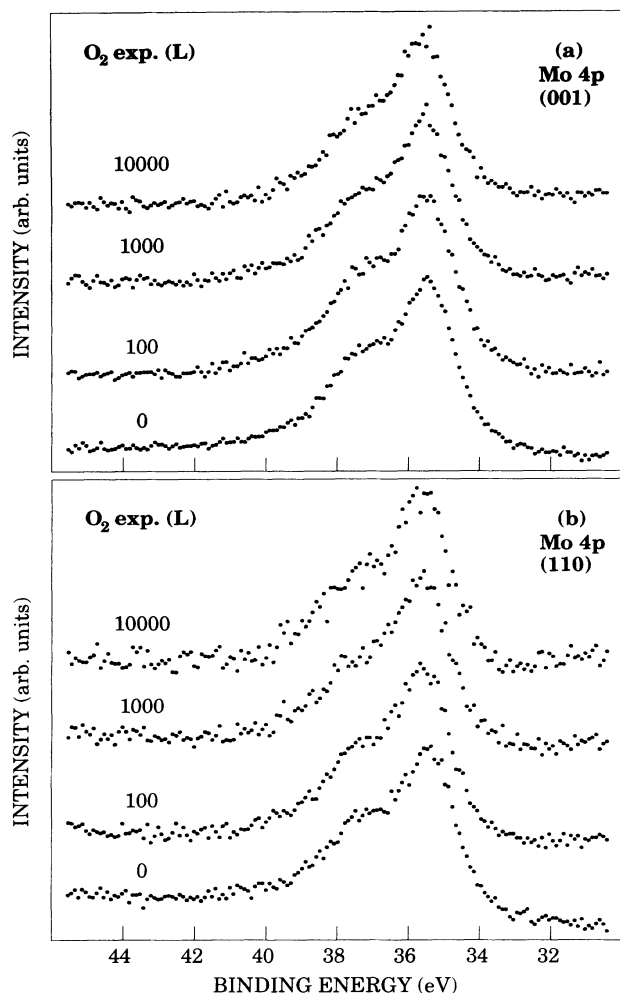 O₂ exp. (L)
(a)
Mo 4p
(001)
10000
1000
100
0
INTENSITY (arb. units)
O₂ exp. (L)
(b)
Mo 4p
(110)
10000
1000
100
0
INTENSITY (arb. units)
44 42 40 38 36 34 32
BINDING ENERGY (eV)